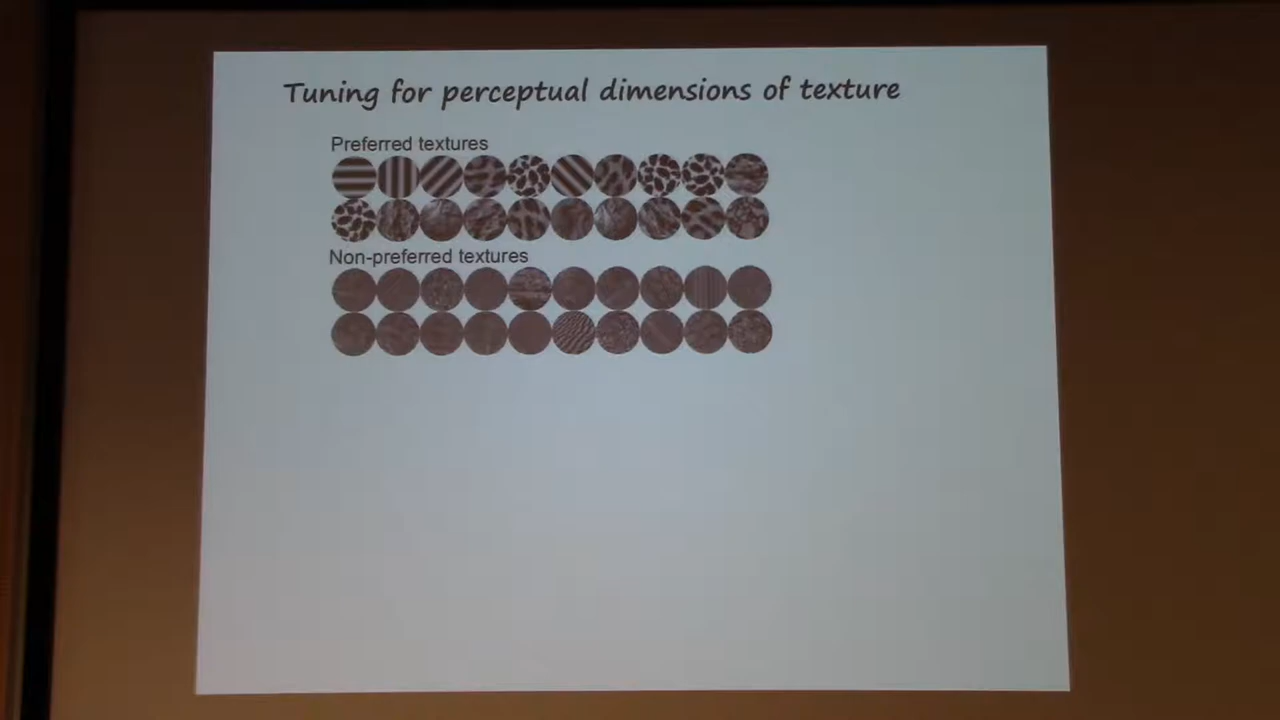 Tuning for perceptual dimensions of texture
Preferred textures
Non-preferred textures